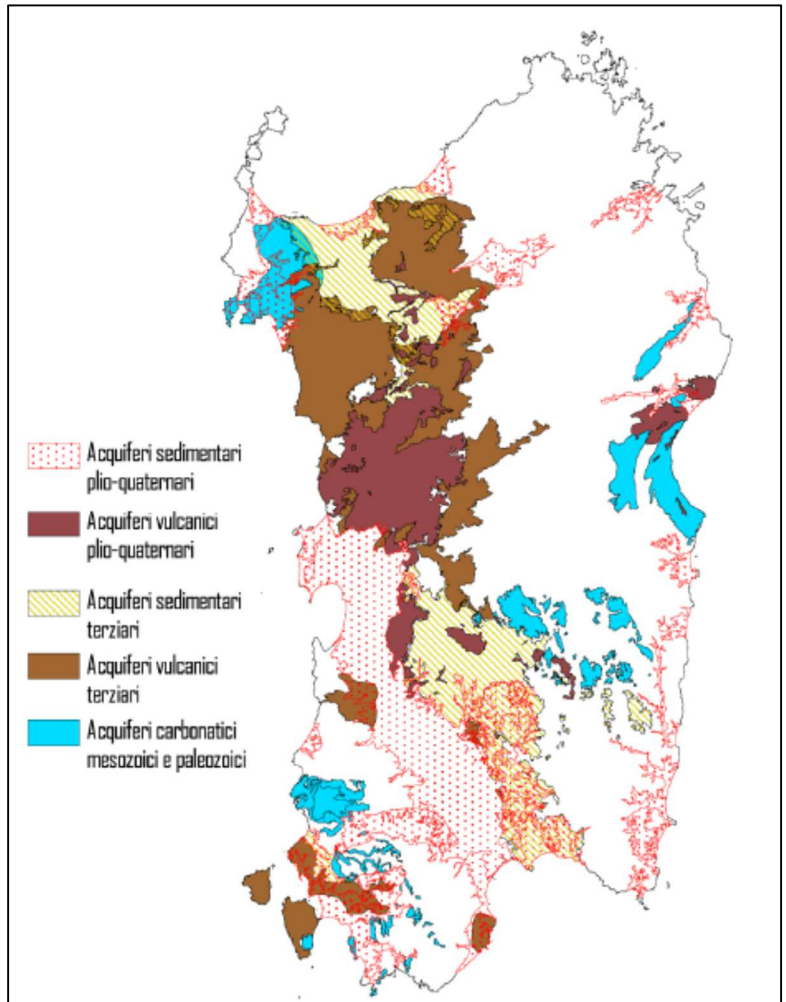 Acquiferi sedimentari
plio-quaternari
Acquiferi vulcanici
plio-quaternari
Acquiferi sedimentari
terziari
Acquiferi vulcanici
terziari
Acquiferi carbonatici
mesozoici e paleozoici